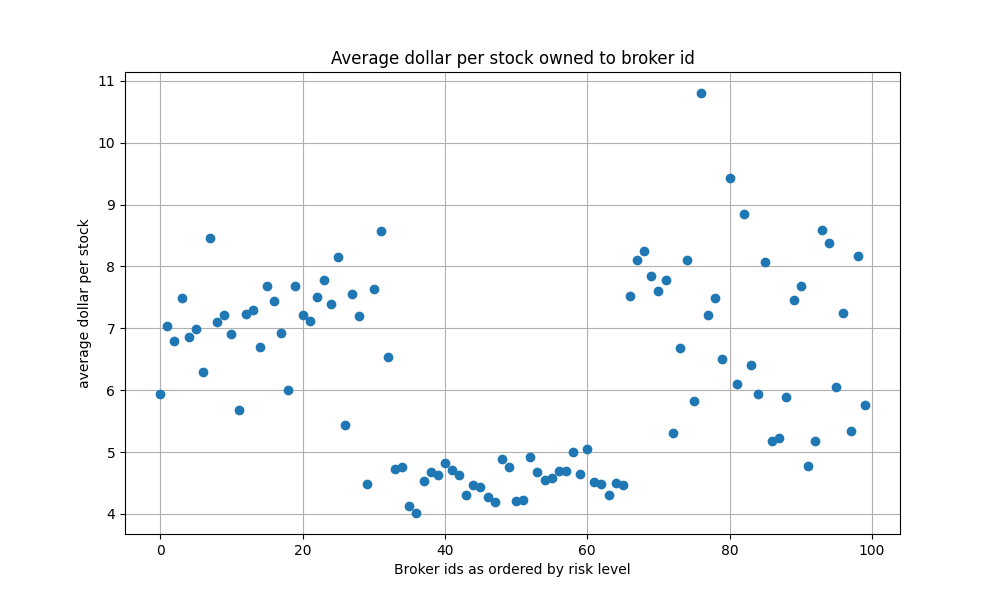 Average dollar per stock owned to broker id
average dollar per stock
11
10
9
8
7
6
5
4
0 20 40 60 80 100
Broker ids as ordered by risk level